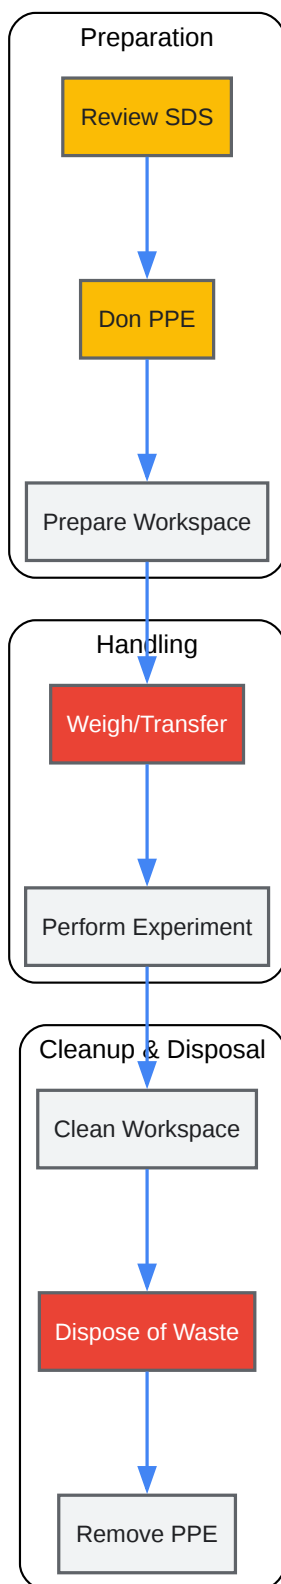 Preparation
Review SDS
Don PPE
Prepare Workspace
Handling
Weigh/Transfer
Perform Experiment
Cleanup & Disposal
Clean Workspace
Dispose of Waste
Remove PPE